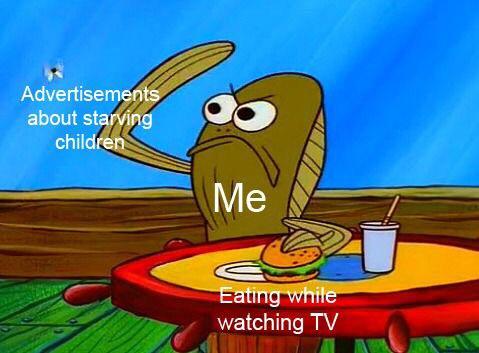 Advertisements
about starving
children
Me
Eating while
watching TV